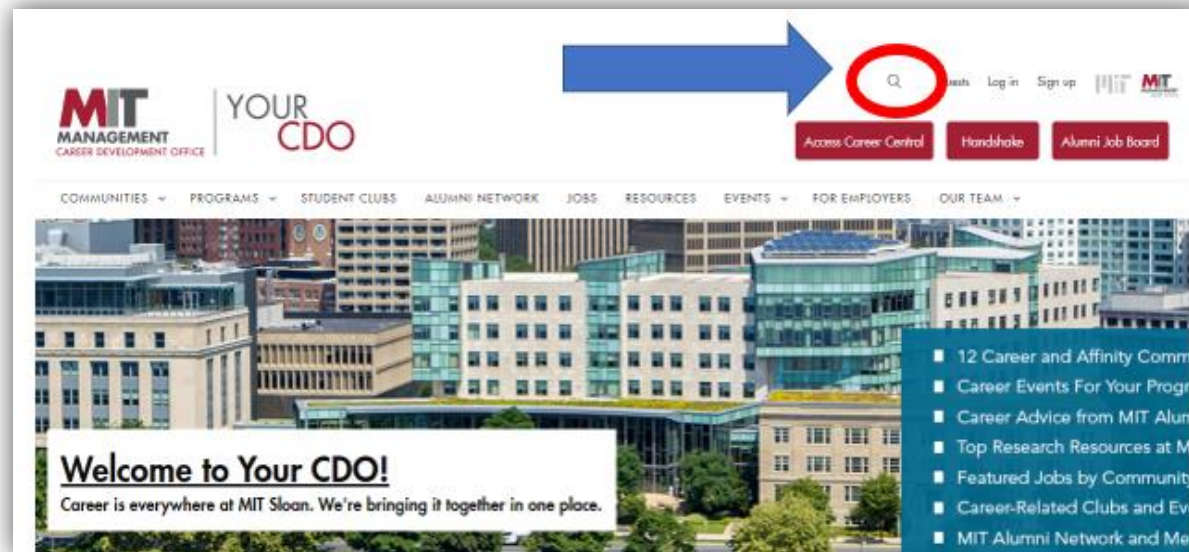 Log in Sign up MIT MIT
MIT
MANAGEMENT
CAREER DEVELOPMENT OFFICE
YOUR
CDO
Access Career Central Handshake Alumni Job Board
COMMUNITIES PROGRAMS STUDENT CLUBS ALUMNI NETWORK JOBS RESOURCES EVENTS FOR EMPLOYERS OUR TEAM
12 Career and Affinity Comm
Career Events For Your Progr
Career Advice from MIT Alum
Top Research Resources at M
Featured Jobs by Community
Career-Related Clubs and Eve
MIT Alumni Network and Me
Welcome to Your CDO!
Career is everywhere at MIT Sloan. We're bringing it together in one place.